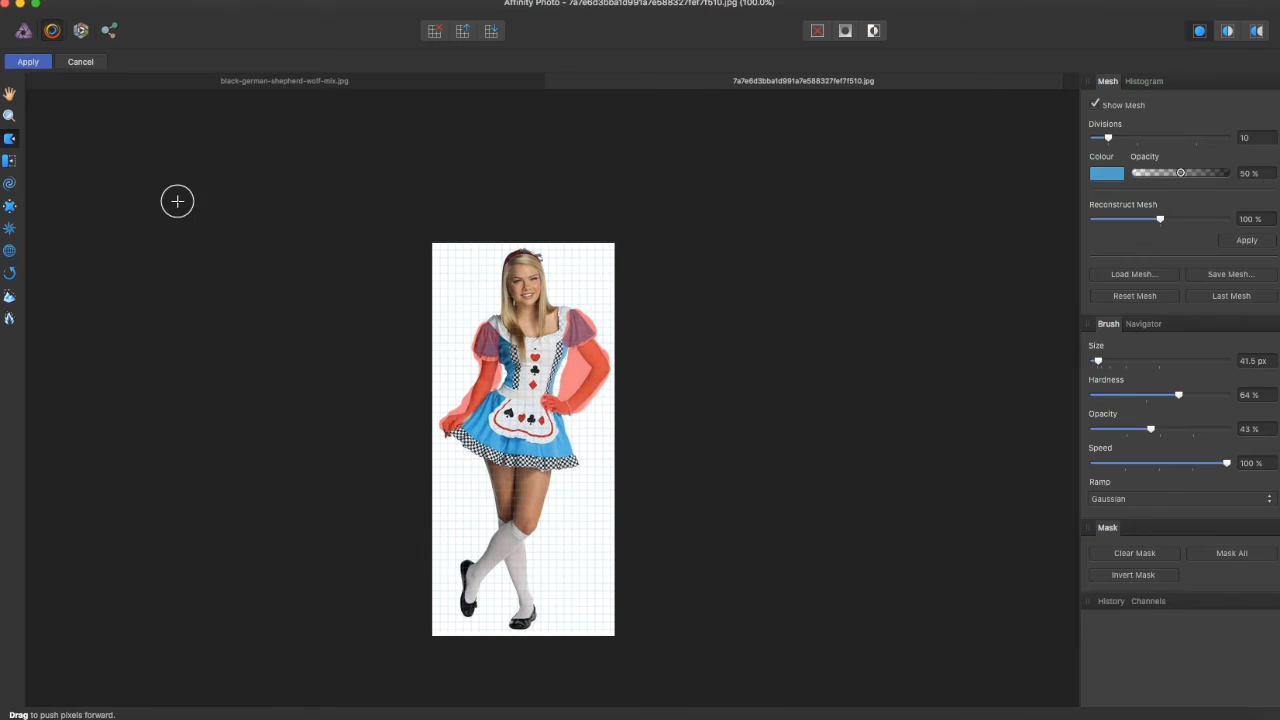 Affinity Photo - 7a7e6d3bba1d991a7e588327fef7f510.jpg (100.0%)
Apply
Cancel
black-german-shepherd-wolf-mix.jpg
7a7e6d3bba1d991a7e588327fef7f510.jpg
Mesh
Histogram
Show Mesh
Divisions
10
Colour
Opacity
50 %
Reconstruct Mesh
100 %
Apply
Load Mesh...
Save Mesh...
Reset Mesh
Last Mesh
Brush
Navigator
Size
41.5 px
Hardness
64 %
Opacity
43 %
Speed
100 %
Ramp
Gaussian
Mask
Clear Mask
Mask All
Invert Mask
History
Channels
Drag to push pixels forward.